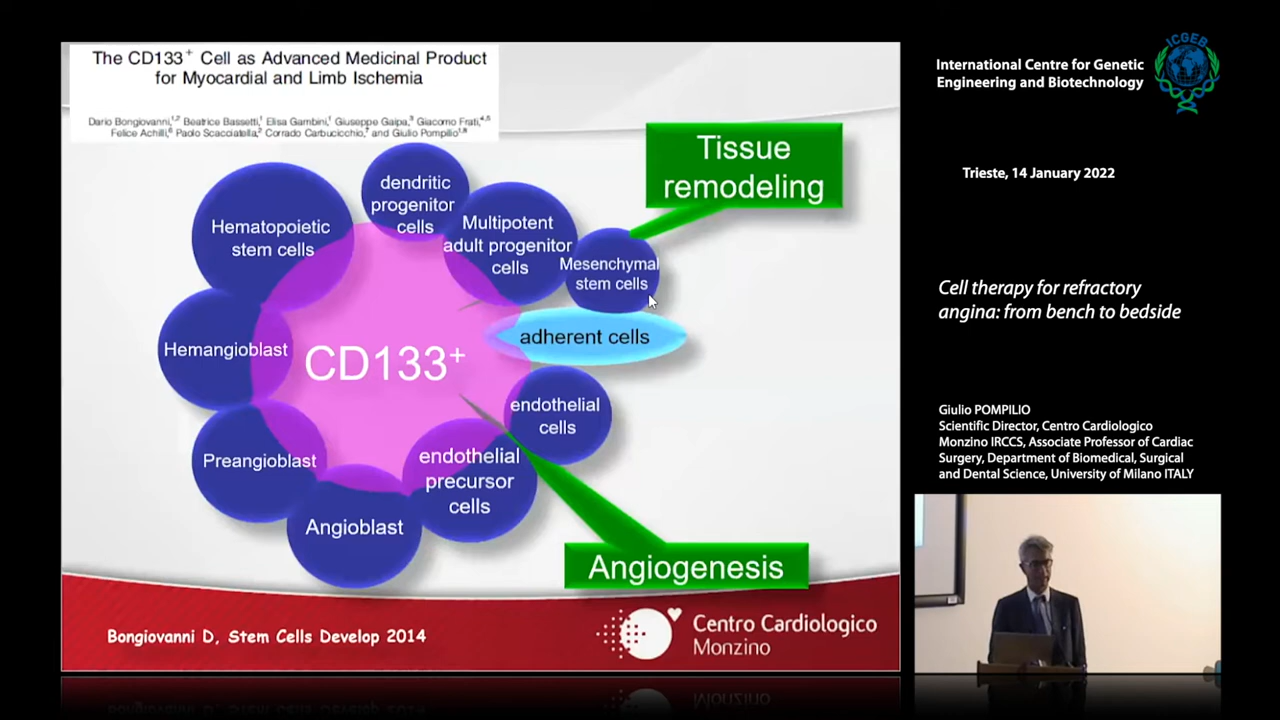 The CD133+ Cell as Advanced Medicinal Product
for Myocardial and Limb Ischemia
Dario Bongiovanni,1,2 Beatrice Bassetti,1 Elisa Gambini,1 Giuseppe Gaipa,3 Giacomo Frati,4,5
Felice Achilli,6 Paolo Scacciatella,2 Corrado Carbucicchio,7 and Giulio Pompilio1,8
Tissue
remodeling
dendritic
progenitor
cells
Hematopoietic
stem cells
Multipotent
adult progenitor
cells
Mesenchymal
stem cells
adherent cells
Hemangioblast
CD133+
endothelial
cells
Preangioblast
endothelial
precursor
cells
Angioblast
Angiogenesis
Bongiovanni D, Stem Cells Develop 2014
Centro Cardiologico
Monzino
International Centre for Genetic
Engineering and Biotechnology
ICGEB
Trieste, 14 January 2022
Cell therapy for refractory
angina: from bench to bedside
Giulio POMPILIO
Scientific Director, Centro Cardiologico
Monzino IRCCS, Associate Professor of Cardiac
Surgery, Department of Biomedical, Surgical
and Dental Science, University of Milano ITALY